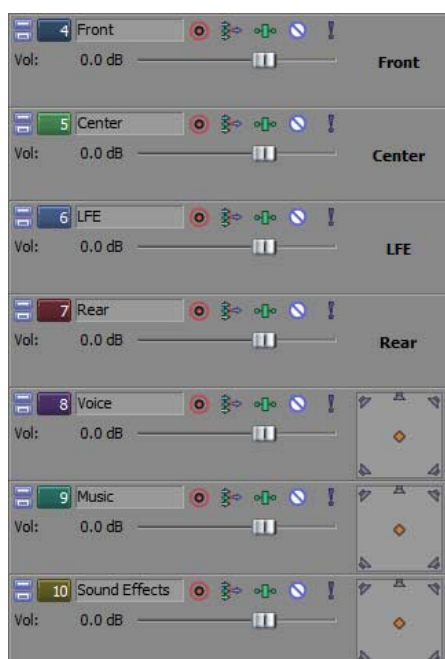 4 Front
Vol: 0.0 dB Front
5 Center
Vol: 0.0 dB Center
6 LFE
Vol: 0.0 dB LFE
7 Rear
Vol: 0.0 dB Rear
8 Voice
Vol: 0.0 dB
9 Music
Vol: 0.0 dB
10 Sound Effects
Vol: 0.0 dB